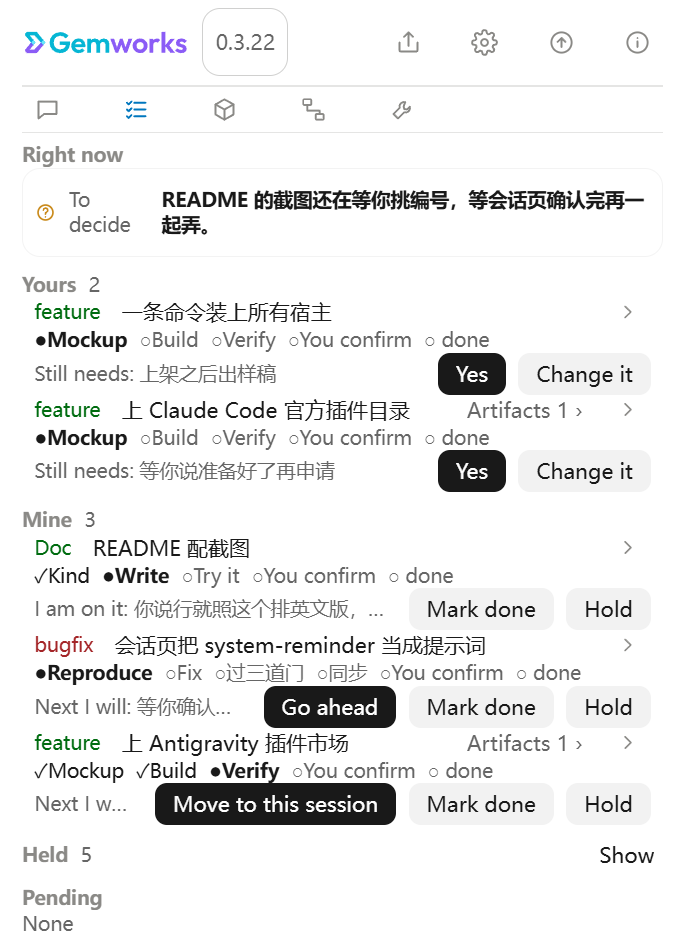 Gemworks 0.3.22
Right now
To decide
README 的截图还在等你挑编号，等会话页确认完再一起弄。
Yours 2
feature 一条命令装上所有宿主
●Mockup ○Build ○Verify ○You confirm ○ done
Still needs: 上架之后出样稿 Yes Change it
feature 上 Claude Code 官方插件目录 Artifacts 1 ›
●Mockup ○Build ○Verify ○You confirm ○ done
Still needs: 等你说准备好了再申请 Yes Change it
Mine 3
Doc README 配截图
✓Kind ●Write ○Try it ○You confirm ○ done
I am on it: 你说行就照这个排英文版，... Mark done Hold
bugfix 会话页把 system-reminder 当成提示词
●Reproduce ○Fix ○过三道门 ○同步 ○You confirm ○ done
Next I will: 等你确认... Go ahead Mark done Hold
feature 上 Antigravity 插件市场 Artifacts 1 ›
✓Mockup ✓Build ●Verify ○You confirm ○ done
Next I w... Move to this session Mark done Hold
Held 5 Show
Pending
None